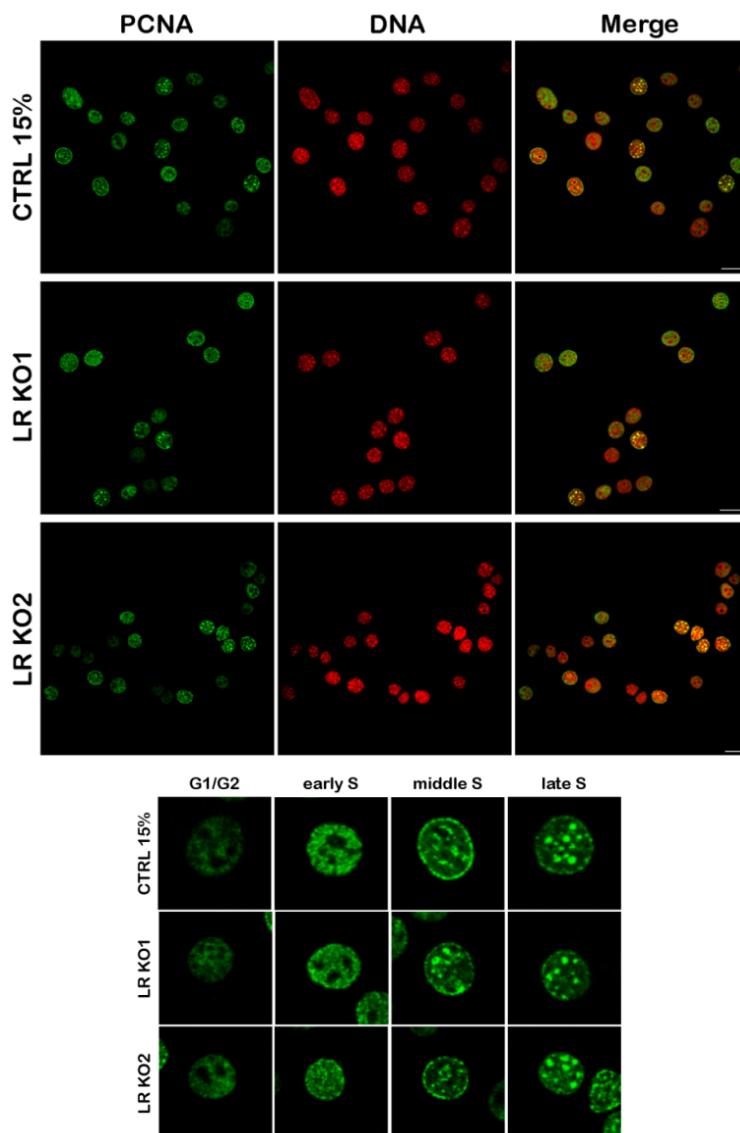 PCNA DNA Merge
CTRL 15%
LR KO1
LR KO2
G1/G2 early S middle S late S
CTRL 15%
LR KO1
LR KO2